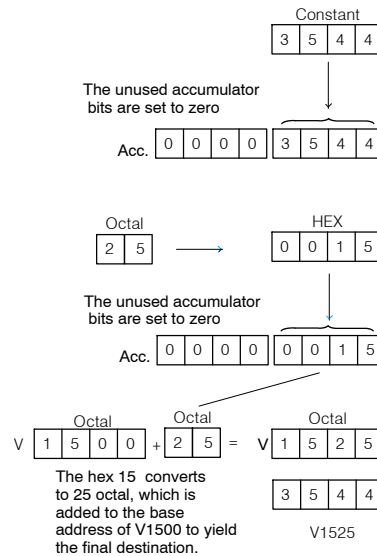 Constant
3 5 4 4
The unused accumulator
bits are set to zero
Acc. 0 0 0 0 3 5 4 4
Octal HEX
2 5 0 0 1 5
The unused accumulator
bits are set to zero
Acc. 0 0 0 0 0 0 1 5
Octal Octal Octal
V 1 5 0 0 + 2 5 = V 1 5 2 5
The hex 15 converts
to 25 octal, which is
added to the base
address of V1500 to yield
the final destination.
3 5 4 4
V1525